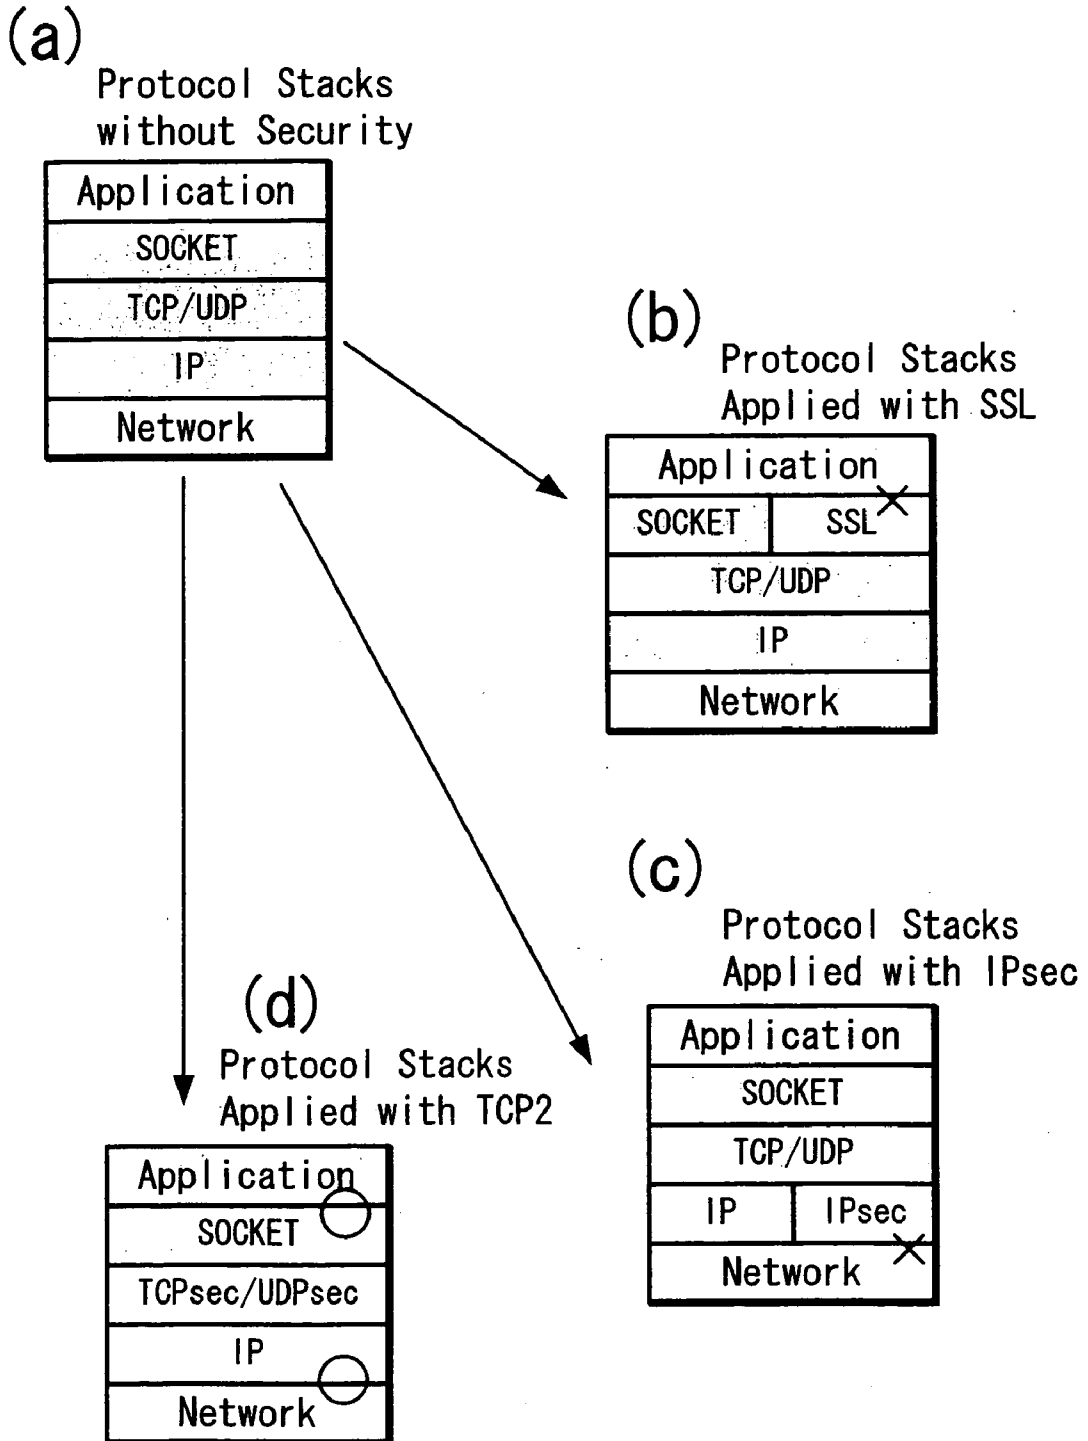 (a)
Protocol Stacks
without Security
Application
SOCKET
TCP/UDP
IP
Network
(b)
Protocol Stacks
Applied with SSL
Application
SOCKET SSL
TCP/UDP
IP
Network
(c)
Protocol Stacks
Applied with IPsec
Application
SOCKET
TCP/UDP
IP IPsec
Network
(d)
Protocol Stacks
Applied with TCP2
Application
SOCKET
TCPsec/UDPsec
IP
Network